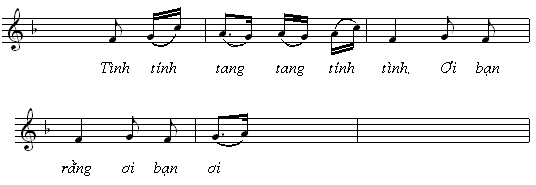 Tình tính tang tang tính tình, Ơi bạn
rằng ơi bạn ơi